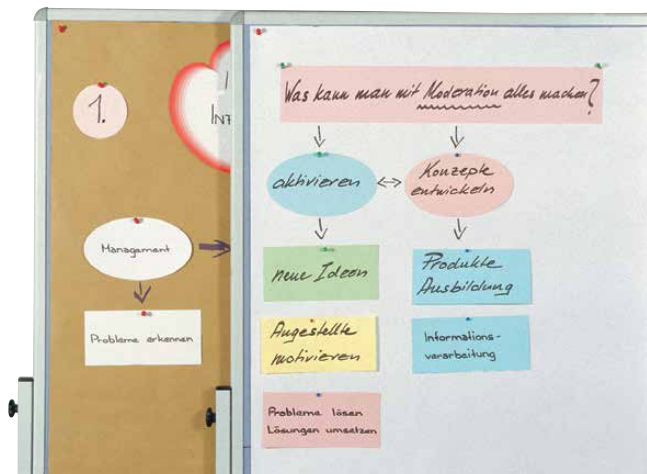 1.
Management
Probleme erkennen
Was kann man mit Moderation alles machen?
aktivieren
Konzepte
entwickeln
neue Ideen
Produkte
Ausbildung
Angestellte
motivieren
Informations-
verarbeitung
Probleme lösen
Lösungen umsetzen